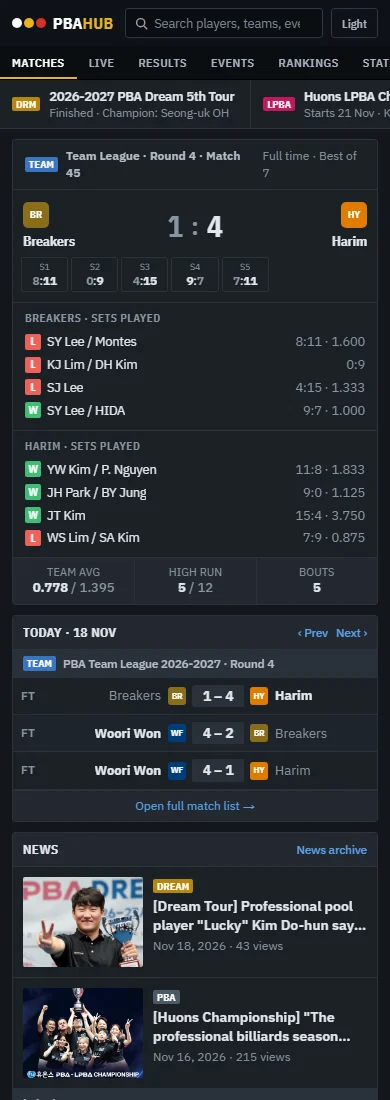 PBAHUB
Search players, teams, eve
Light
MATCHES LIVE RESULTS EVENTS RANKINGS STAT
DRM 2026-2027 PBA Dream 5th Tour
Finished · Champion: Seong-uk OH
LPBA Huons LPBA Ch
Starts 21 Nov · K
TEAM Team League · Round 4 · Match 45
Full time · Best of 7
BR
Breakers
1 : 4
HY
Harim
S1 S2 S3 S4 S5
8:11 0:9 4:15 9:7 7:11
BREAKERS · SETS PLAYED
L SY Lee / Montes 8:11 · 1.600
L KJ Lim / DH Kim 0:9
L SJ Lee 4:15 · 1.333
W SY Lee / HIDA 9:7 · 1.000
HARIM · SETS PLAYED
W YW Kim / P. Nguyen 11:8 · 1.833
W JH Park / BY Jung 9:0 · 1.125
W JT Kim 15:4 · 3.750
L WS Lim / SA Kim 7:9 · 0.875
TEAM AVG HIGH RUN BOUTS
0.778 / 1.395 5 / 12 5
TODAY · 18 NOV ‹ Prev Next ›
TEAM PBA Team League 2026-2027 · Round 4
FT Breakers BR 1 – 4 HY Harim
FT Woori Won WF 4 – 2 BR Breakers
FT Woori Won WF 4 – 1 HY Harim
Open full match list →
NEWS News archive
DREAM
[Dream Tour] Professional pool
player "Lucky" Kim Do-hun say...
Nov 18, 2026 · 43 views
PBA
[Huons Championship] "The
professional billiards season...
Nov 16, 2026 · 215 views
휴온스 PBA - LPBA CHAMPIONSHIP